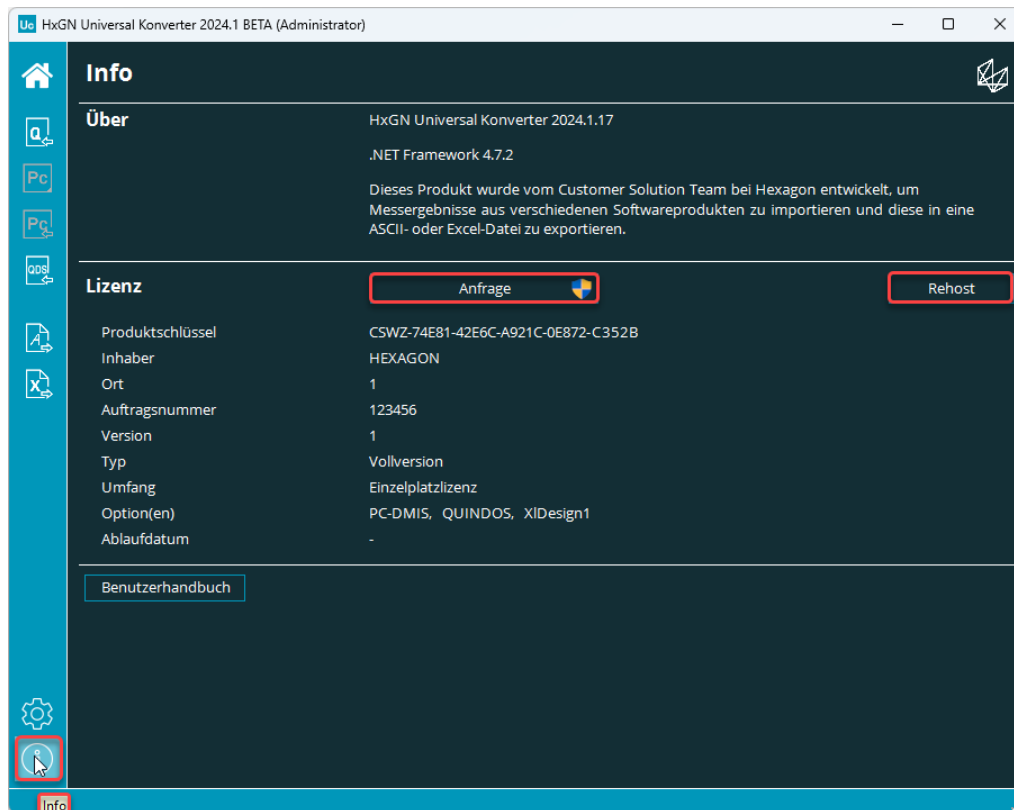 Uc HxGN Universal Konverter 2024.1 BETA (Administrator)
Info
Über
HxGN Universal Konverter 2024.1.17
.NET Framework 4.7.2
Dieses Produkt wurde vom Customer Solution Team bei Hexagon entwickelt, um
Messergebnisse aus verschiedenen Softwareprodukten zu importieren und diese in eine
ASCII- oder Excel-Datei zu exportieren.
Q
Pc
Pc
QDS
A
X
Lizenz
Anfrage
Rehost
Produktschlüssel CSWZ-74E81-42E6C-A921C-0E872-C352B
Inhaber HEXAGON
Ort 1
Auftragsnummer 123456
Version 1
Typ Vollversion
Umfang Einzelplatzlizenz
Option(en) PC-DMIS, QUINDOS, XlDesign1
Ablaufdatum -
Benutzerhandbuch
Info